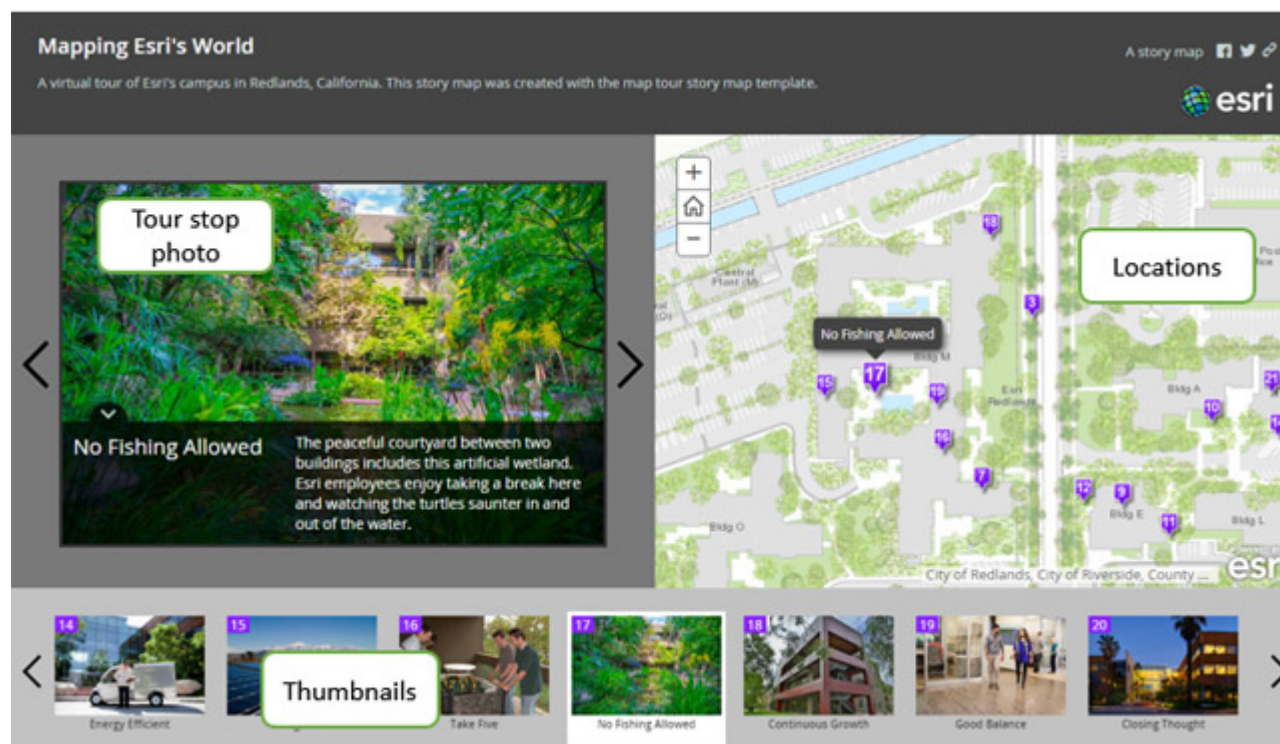 Mapping Esri's World
A story map
A virtual tour of Esri's campus in Redlands, California. This story map was created with the map tour story map template.
esri
Tour stop
photo
No Fishing Allowed
The peaceful courtyard between two
buildings includes this artificial wetland.
Esri employees enjoy taking a break here
and watching the turtles saunter in and
out of the water.
+
−
Locations
Central
Plant (M)
18
3
No Fishing Allowed
Bldg M
15
17
19
Esri
Redlands
Bldg A
21
10
16
7
12
9
Bldg E
11
Bldg L
Bldg O
City of Redlands, City of Riverside, County ...
esri
14
15
16
17
18
19
20
Thumbnails
Energy Efficient
Take Five
No Fishing Allowed
Continuous Growth
Good Balance
Closing Thought